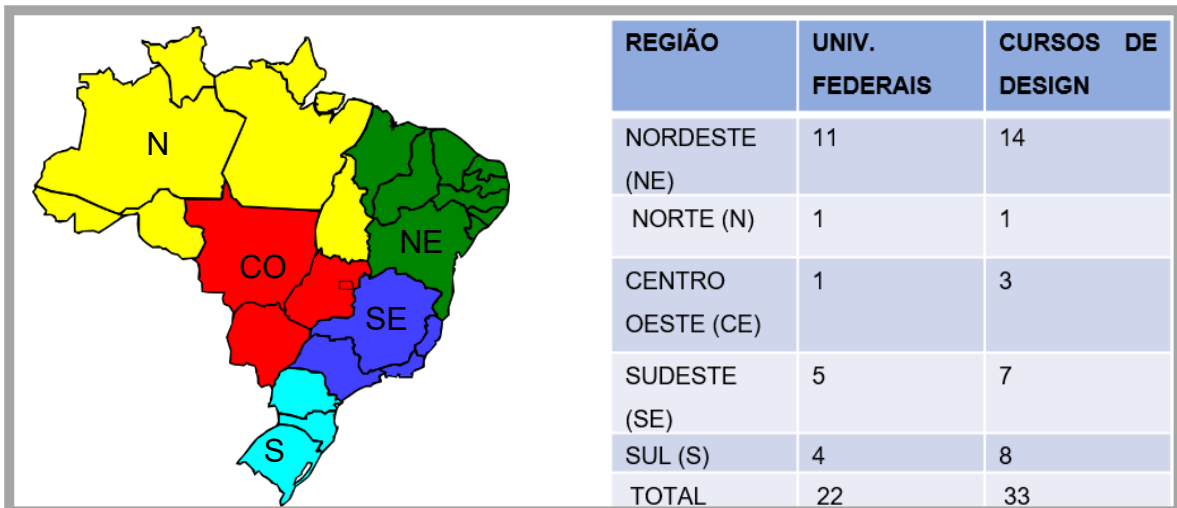 N
NE
CO
SE
S
REGIÃO UNIV. FEDERAIS CURSOS DE DESIGN
NORDESTE (NE) 11 14
NORTE (N) 1 1
CENTRO OESTE (CE) 1 3
SUDESTE (SE) 5 7
SUL (S) 4 8
TOTAL 22 33